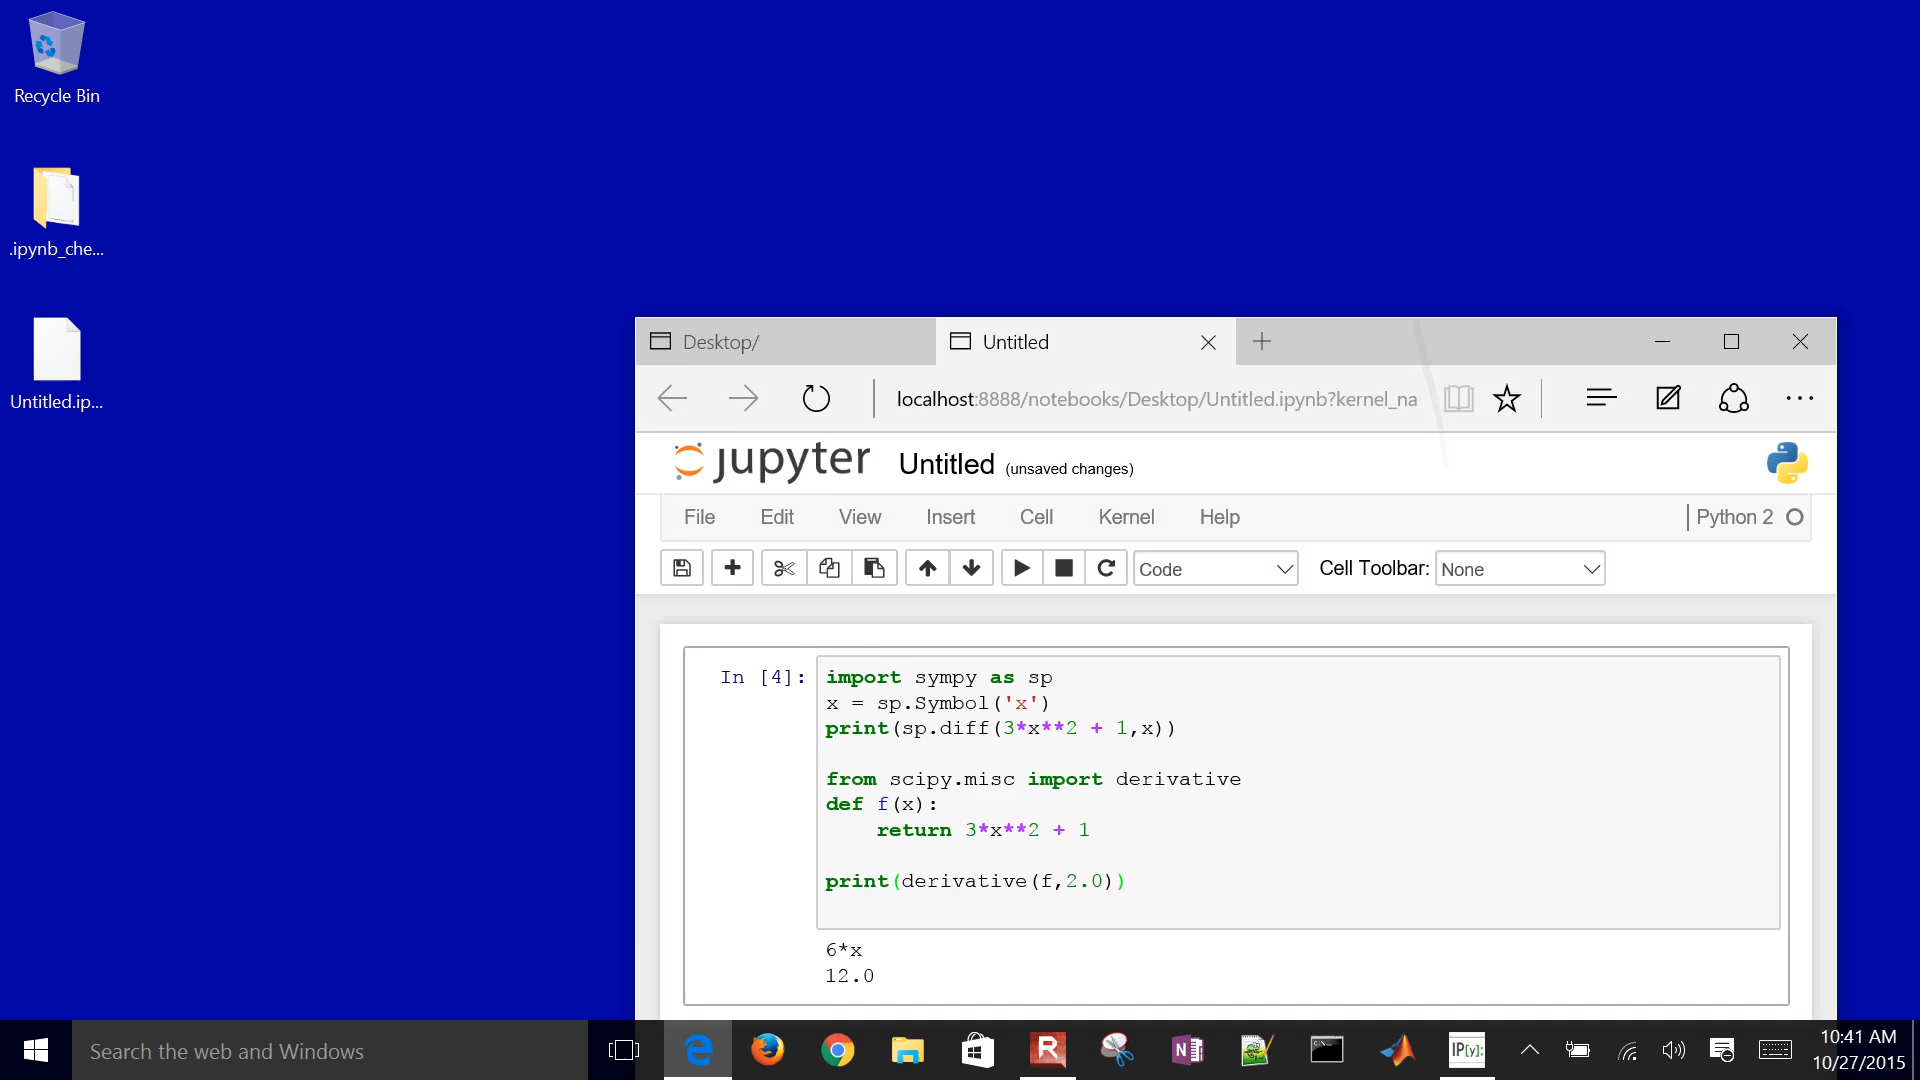 Recycle Bin
.ipynb_che...
Untitled.ip...
Desktop/
Untitled
localhost:8888/notebooks/Desktop/Untitled.ipynb?kernel_na
jupyter Untitled (unsaved changes)
File Edit View Insert Cell Kernel Help Python 2
Code Cell Toolbar: None
In [4]:
import sympy as sp
x = sp.Symbol('x')
print(sp.diff(3*x**2 + 1,x))
from scipy.misc import derivative
def f(x):
    return 3*x**2 + 1
print(derivative(f,2.0))
6*x
12.0
Search the web and Windows
R
N
IP[y]:
10:41 AM
10/27/2015